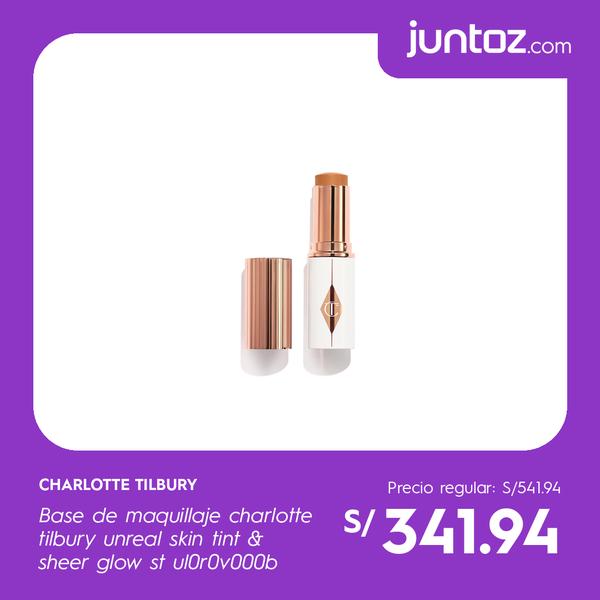 juntoz.com
CT
CHARLOTTE TILBURY
Base de maquillaje charlotte
tilbury unreal skin tint &
sheer glow st ul0r0v000b
Precio regular: S/541.94
S/ 341.94